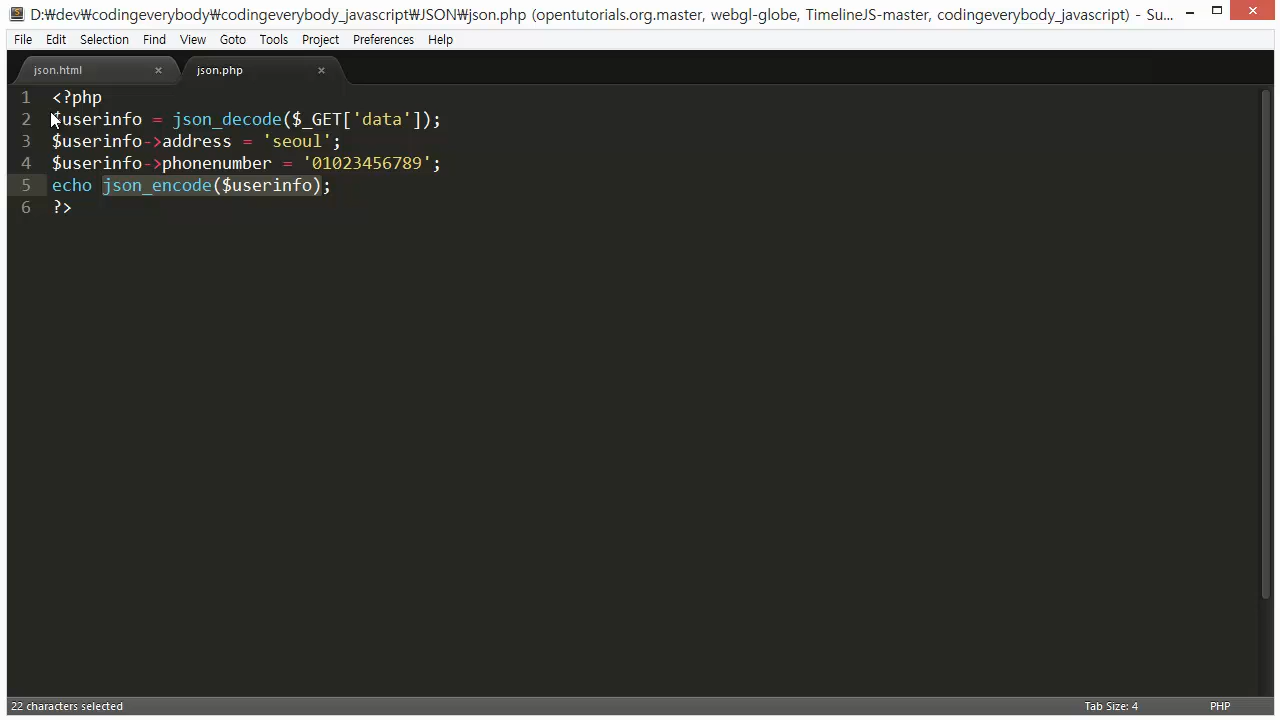 D:₩dev₩codingeverybody₩codingeverybody_javascript₩JSON₩json.php (opentutorials.org.master, webgl-globe, TimelineJS-master, codingeverybody_javascript) - Su...
File Edit Selection Find View Goto Tools Project Preferences Help
json.html × json.php ×
1 <?php
2 $userinfo = json_decode($_GET['data']);
3 $userinfo->address = 'seoul';
4 $userinfo->phonenumber = '01023456789';
5 echo json_encode($userinfo);
6 ?>
22 characters selected Tab Size: 4 PHP